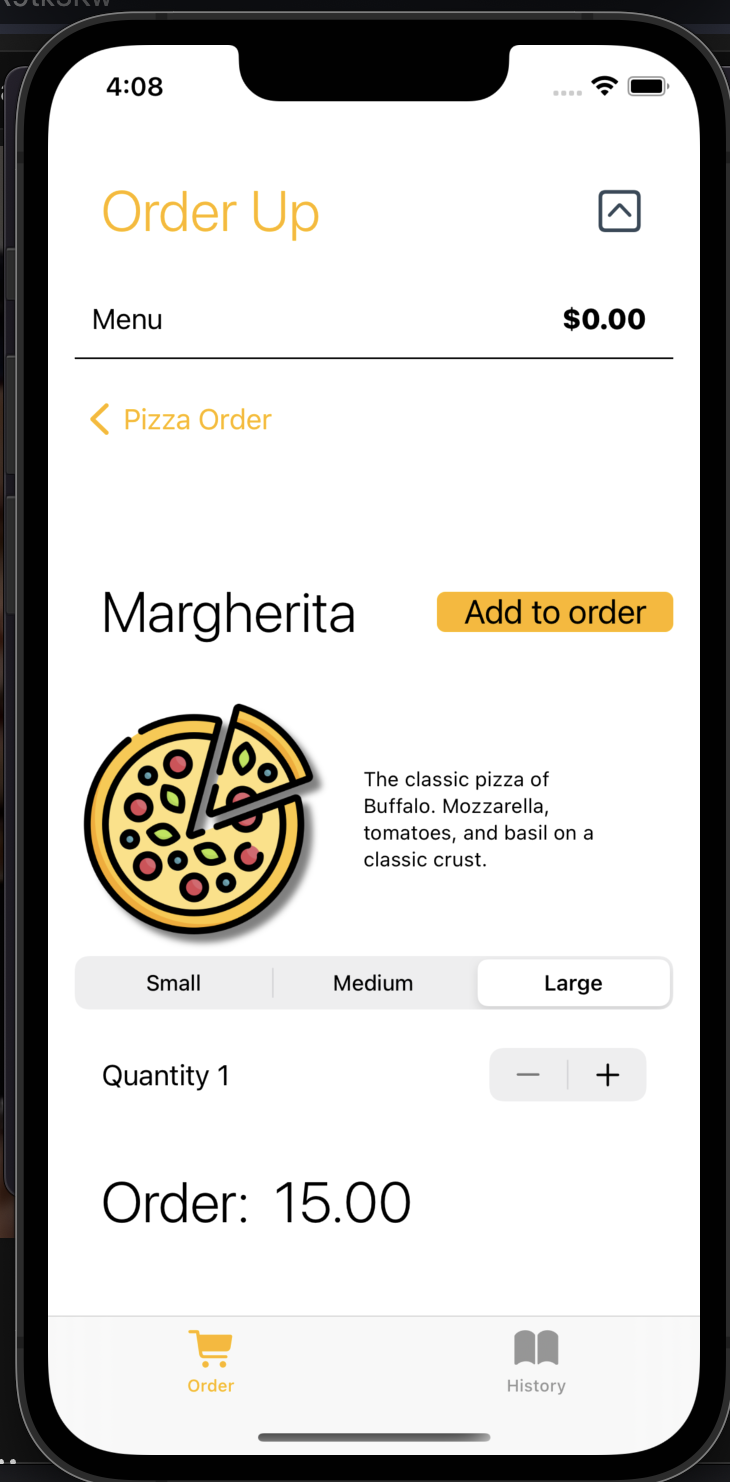 4:08
Order Up
Menu
$0.00
Pizza Order
Margherita
Add to order
The classic pizza of
Buffalo. Mozzarella,
tomatoes, and basil on a
classic crust.
Small
Medium
Large
Quantity 1
Order: 15.00
Order
History